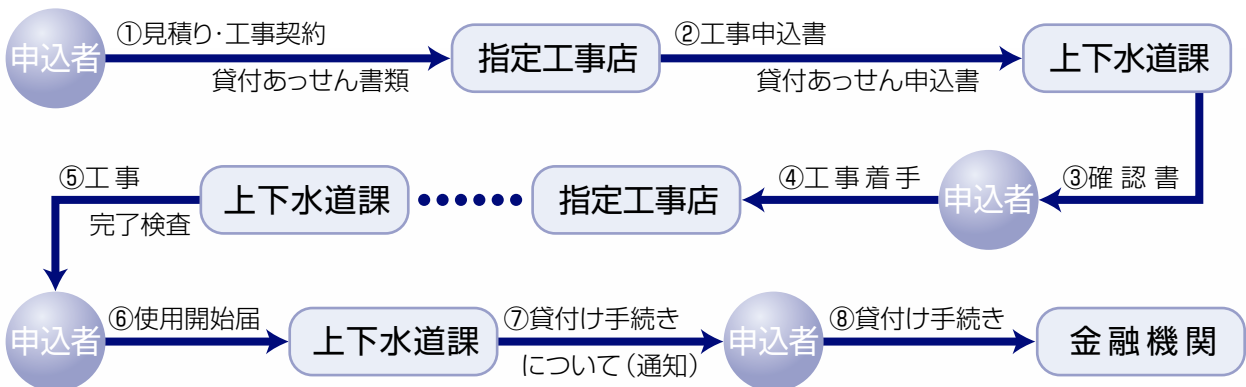 申込者
①見積り・工事契約
貸付あっせん書類
指定工事店
②工事申込書
貸付あっせん申込書
上下水道課
③確認書
申込者
④工事着手
指定工事店
上下水道課
⑤工事
完了検査
申込者
⑥使用開始届
上下水道課
⑦貸付け手続き
について（通知）
申込者
⑧貸付け手続き
金融機関